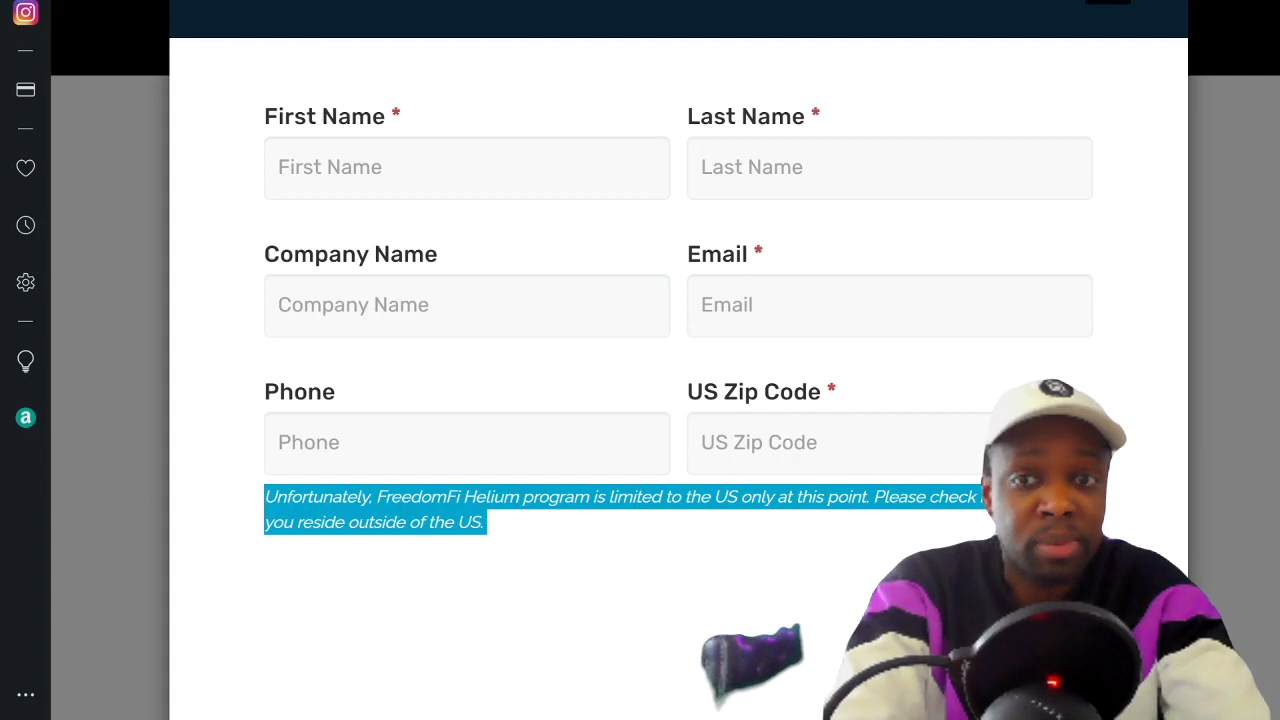 First Name * Last Name *
First Name Last Name
Company Name Email *
Company Name Email
Phone US Zip Code *
Phone US Zip Code
Unfortunately, FreedomFi Helium program is limited to the US only at this point. Please check
you reside outside of the US.
a